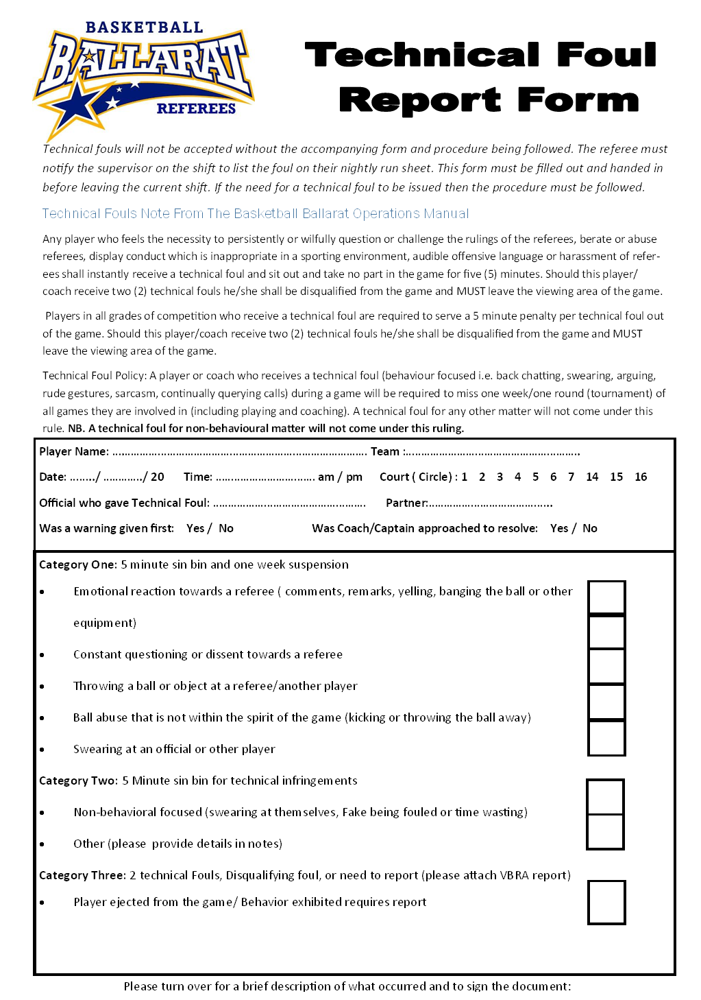 BASKETBALL
BALLARAT
REFEREES
Technical Foul
Report Form
Technical fouls will not be accepted without the accompanying form and procedure being followed. The referee must
notify the supervisor on the shift to list the foul on their nightly run sheet. This form must be filled out and handed in
before leaving the current shift. If the need for a technical foul to be issued then the procedure must be followed.
Technical Fouls Note From The Basketball Ballarat Operations Manual
Any player who feels the necessity to persistently or wilfully question or challenge the rulings of the referees, berate or abuse
referees, display conduct which is inappropriate in a sporting environment, audible offensive language or harassment of refer-
ees shall instantly receive a technical foul and sit out and take no part in the game for five (5) minutes. Should this player/
coach receive two (2) technical fouls he/she shall be disqualified from the game and MUST leave the viewing area of the game.
Players in all grades of competition who receive a technical foul are required to serve a 5 minute penalty per technical foul out
of the game. Should this player/coach receive two (2) technical fouls he/she shall be disqualified from the game and MUST
leave the viewing area of the game.
Technical Foul Policy: A player or coach who receives a technical foul (behaviour focused i.e. back chatting, swearing, arguing,
rude gestures, sarcasm, continually querying calls) during a game will be required to miss one week/one round (tournament) of
all games they are involved in (including playing and coaching). A technical foul for any other matter will not come under this
rule. NB. A technical foul for non-behavioural matter will not come under this ruling.
Player Name: ..................................................................................... Team :..........................................................
Date: ......../ ............./ 20 Time: ................................. am / pm Court ( Circle) : 1 2 3 4 5 6 7 14 15 16
Official who gave Technical Foul: ................................................... Partner:.........................................
Was a warning given first: Yes / No Was Coach/Captain approached to resolve: Yes / No
Category One: 5 minute sin bin and one week suspension
• Emotional reaction towards a referee ( comments, remarks, yelling, banging the ball or other
equipment)
• Constant questioning or dissent towards a referee
• Throwing a ball or object at a referee/another player
• Ball abuse that is not within the spirit of the game (kicking or throwing the ball away)
• Swearing at an official or other player
Category Two: 5 Minute sin bin for technical infringements
• Non-behavioral focused (swearing at themselves, Fake being fouled or time wasting)
• Other (please provide details in notes)
Category Three: 2 technical Fouls, Disqualifying foul, or need to report (please attach VBRA report)
• Player ejected from the game/ Behavior exhibited requires report
Please turn over for a brief description of what occurred and to sign the document: